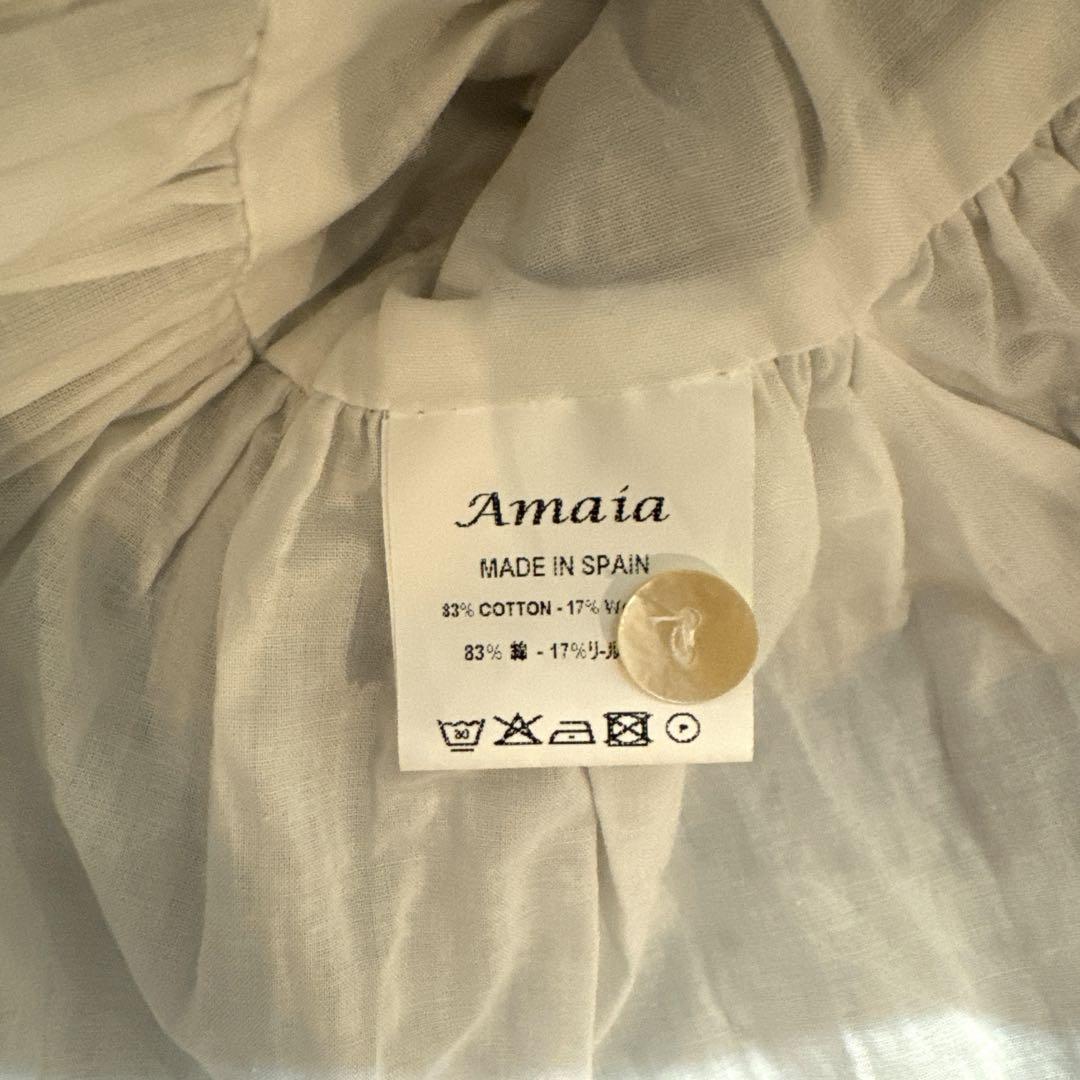 Amaia
MADE IN SPAIN
83% COTTON - 17%
83% 綿 - 17%
30
P